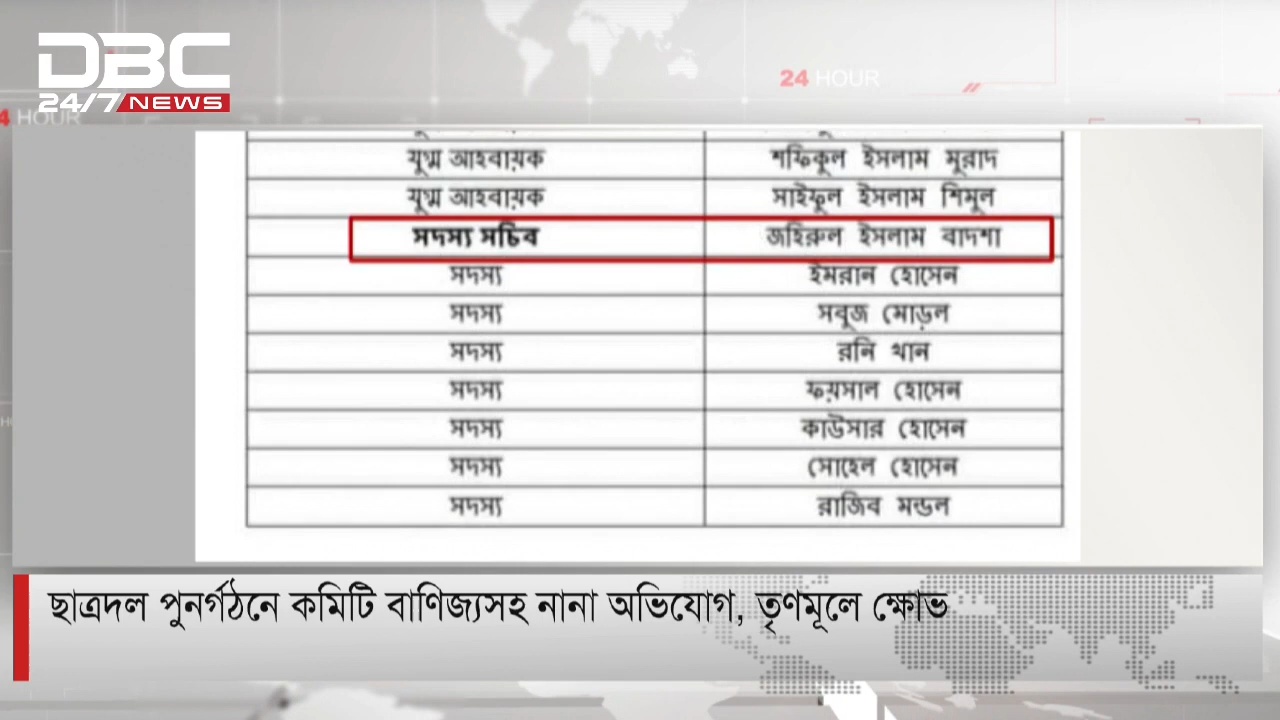 DBC
24/7 NEWS
24 HOUR
4 HOUR
যুগ্ম আহবায়ক শফিকুল ইসলাম মুরাদ
যুগ্ম আহবায়ক সাইফুল ইসলাম শিমুল
সদস্য সচিব জহিরুল ইসলাম বাদশা
সদস্য ইমরান হোসেন
সদস্য সবুজ মোড়ল
সদস্য রনি খান
সদস্য ফয়সাল হোসেন
সদস্য কাউসার হোসেন
সদস্য সোহেল হোসেন
সদস্য রাজিব মন্ডল
ছাত্রদল পুনর্গঠনে কমিটি বাণিজ্যসহ নানা অভিযোগ, তৃণমূলে ক্ষোভ